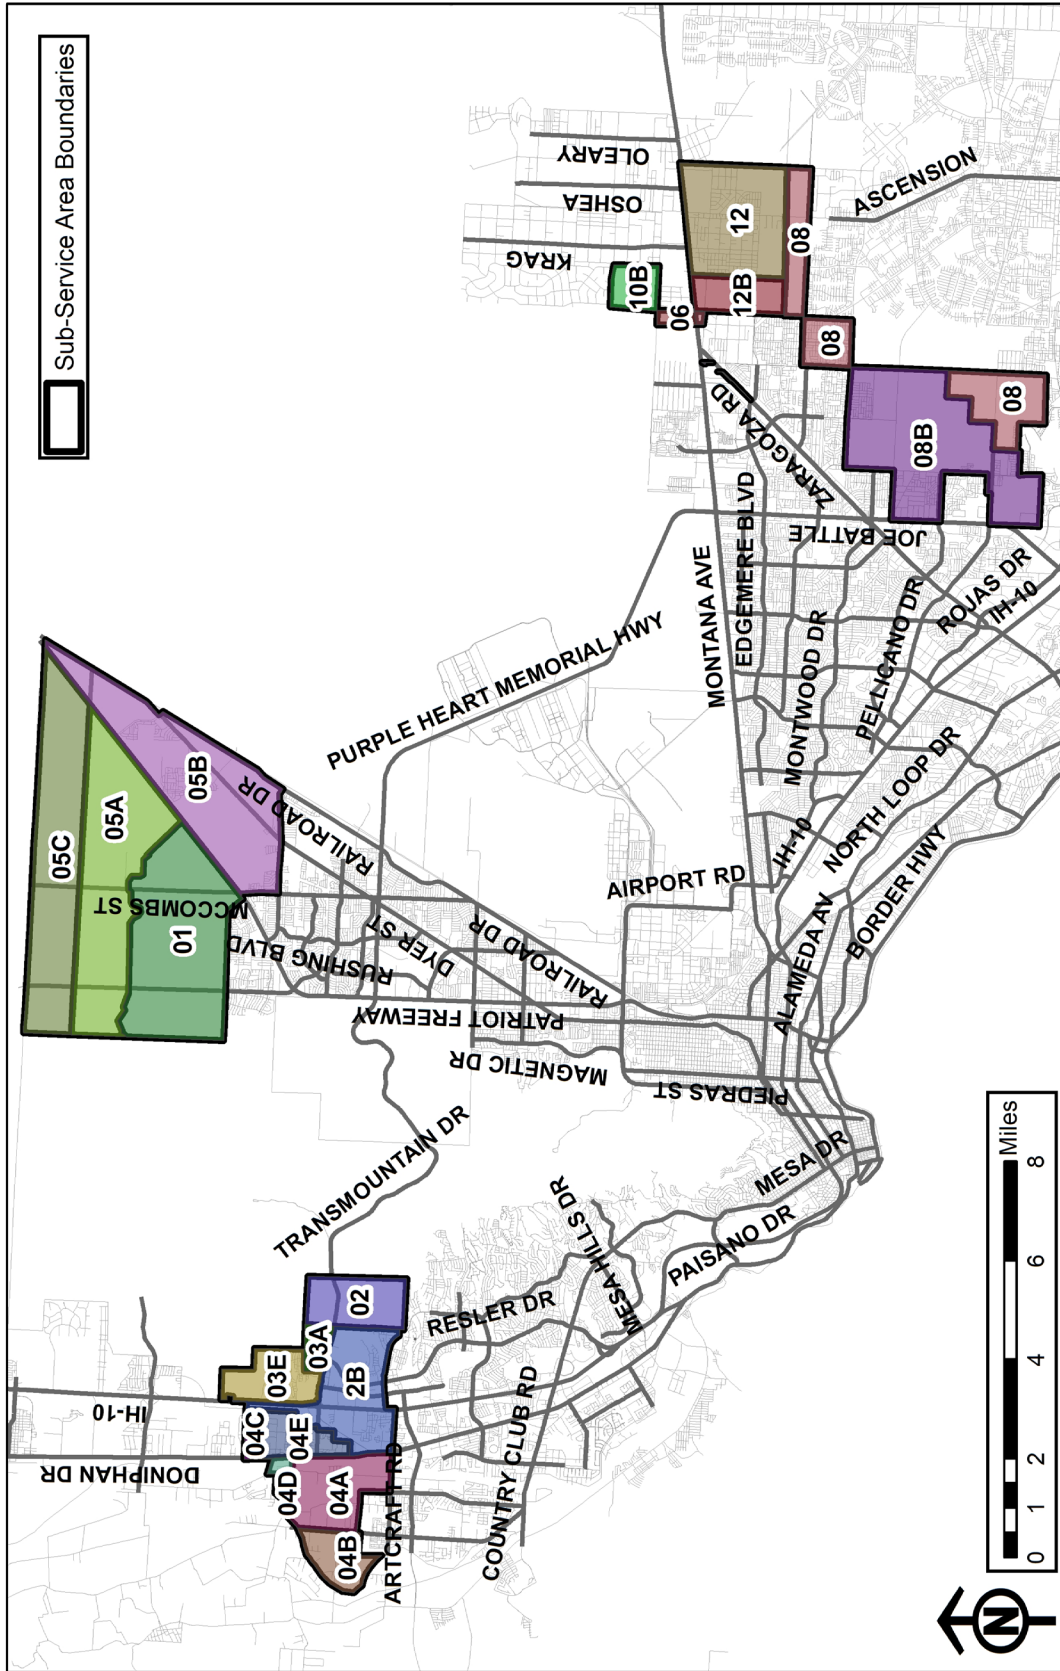 Sub-Service Area Boundaries
05C
05A
05B
01
MCCOMBS ST
RAILROAD DR
RUSHING BLVD
DYER ST
RAILROAD DR
RAILROAD DR
PATRIOT FREEWAY
MAGNETIC DR
PIEDRAS ST
TRANSMOUNTAIN DR
PURPLE HEART MEMORIAL HWY
AIRPORT RD
OLEARY
OSHEA
KRAG
10B
06
12
12B
08
08
08
08B
ASCENSION
ZARAGOZA RD
JOE BATTLE
MONTANA AVE
EDGEMERE BLVD
MONTWOOD DR
PELLICANO DR
ROJAS DR
IH-10
IH-10
NORTH LOOP DR
BORDER HWY
ALAMEDA AV
MESA DR
PAISANO DR
MESA HILLS DR
RESLER DR
COUNTRY CLUB RD
ARTCRAFT RD
DONIPHAN DR
IH-10
02
03A
2B
03E
04C
04E
04D
04A
04B
Miles
0 1 2 4 6 8
N